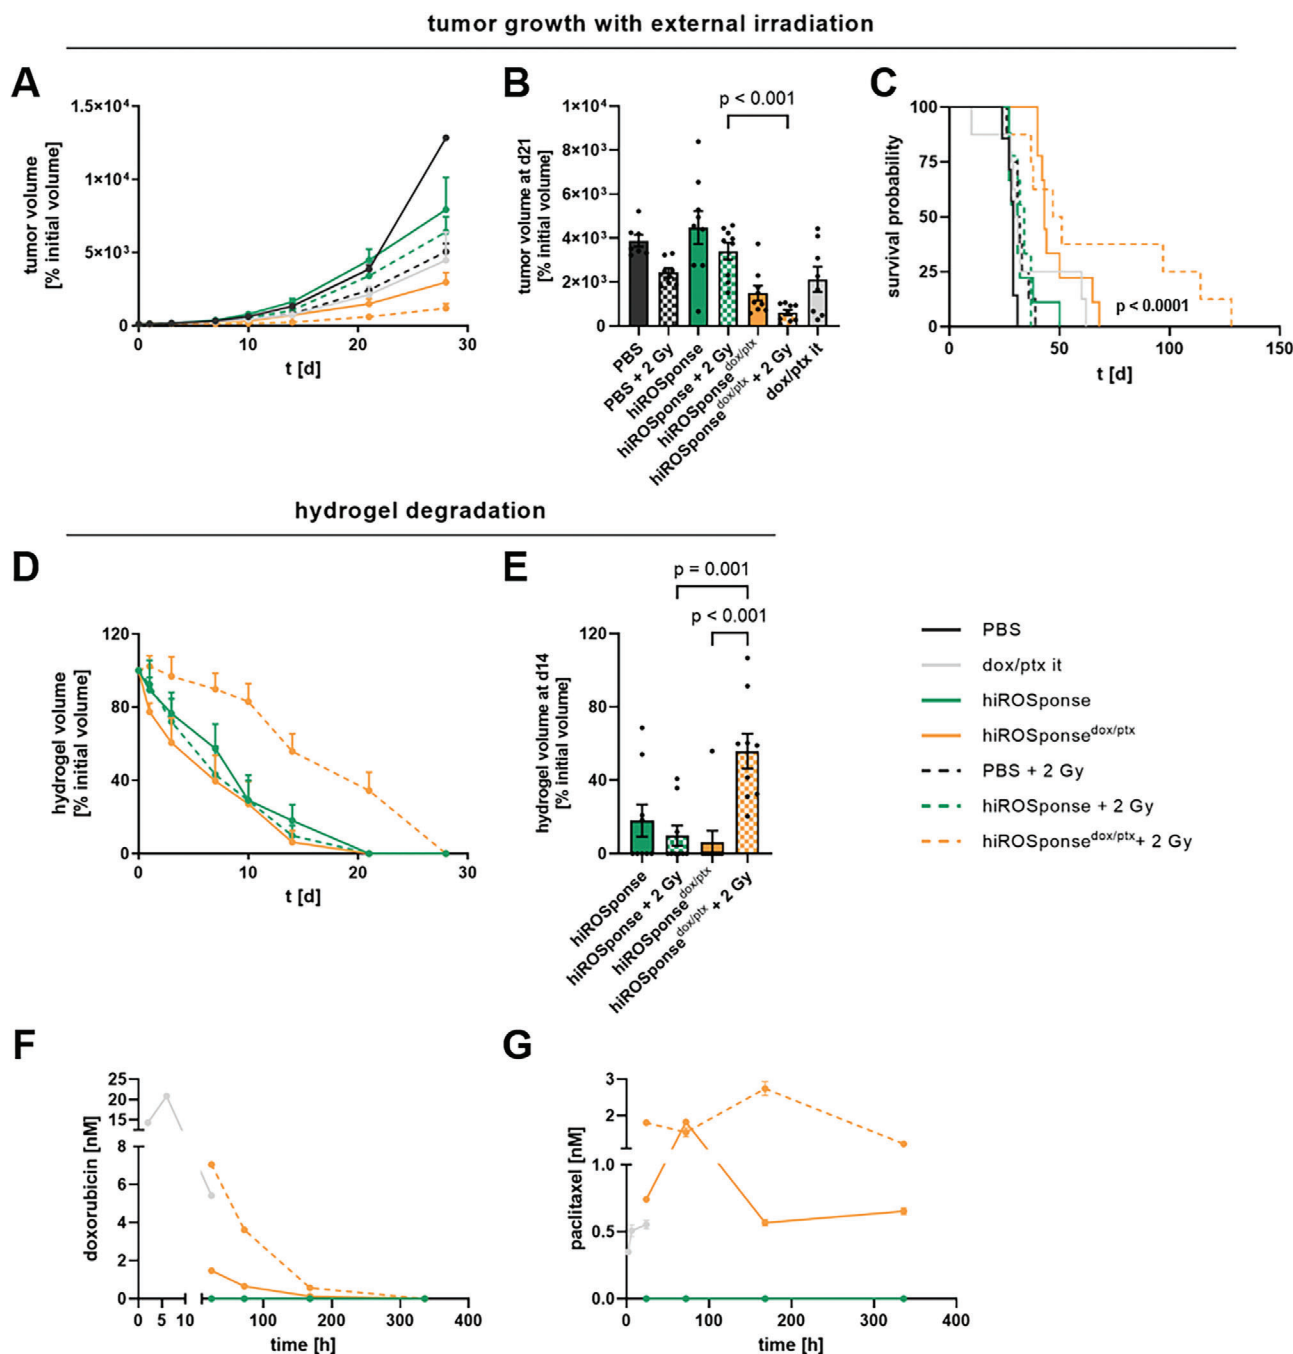 tumor growth with external irradiation
A
tumor volume
[% initial volume]
1.5×10⁴
1×10⁴
5×10³
0
0 10 20 30
t [d]
B
p < 0.001
tumor volume at d21
[% initial volume]
1×10⁴
8×10³
6×10³
4×10³
2×10³
0
PBS
PBS + 2 Gy
hiROSponse
hiROSponse + 2 Gy
hiROSponse^dox/ptx
hiROSponse^dox/ptx + 2 Gy
dox/ptx it
C
survival probability
100
75
50
25
0
p < 0.0001
0 50 100 150
t [d]
hydrogel degradation
D
hydrogel volume
[% initial volume]
120
80
40
0
0 10 20 30
t [d]
E
p = 0.001
p < 0.001
hydrogel volume at d14
[% initial volume]
120
80
40
0
hiROSponse
hiROSponse + 2 Gy
hiROSponse^dox/ptx
hiROSponse^dox/ptx + 2 Gy
PBS
dox/ptx it
hiROSponse
hiROSponse^dox/ptx
PBS + 2 Gy
hiROSponse + 2 Gy
hiROSponse^dox/ptx + 2 Gy
F
doxorubicin [nM]
25
20
15
8
6
4
2
0
0 5 10 100 200 300 400
time [h]
G
paclitaxel [nM]
3
2
1.0
0.5
0.0
0 100 200 300 400
time [h]